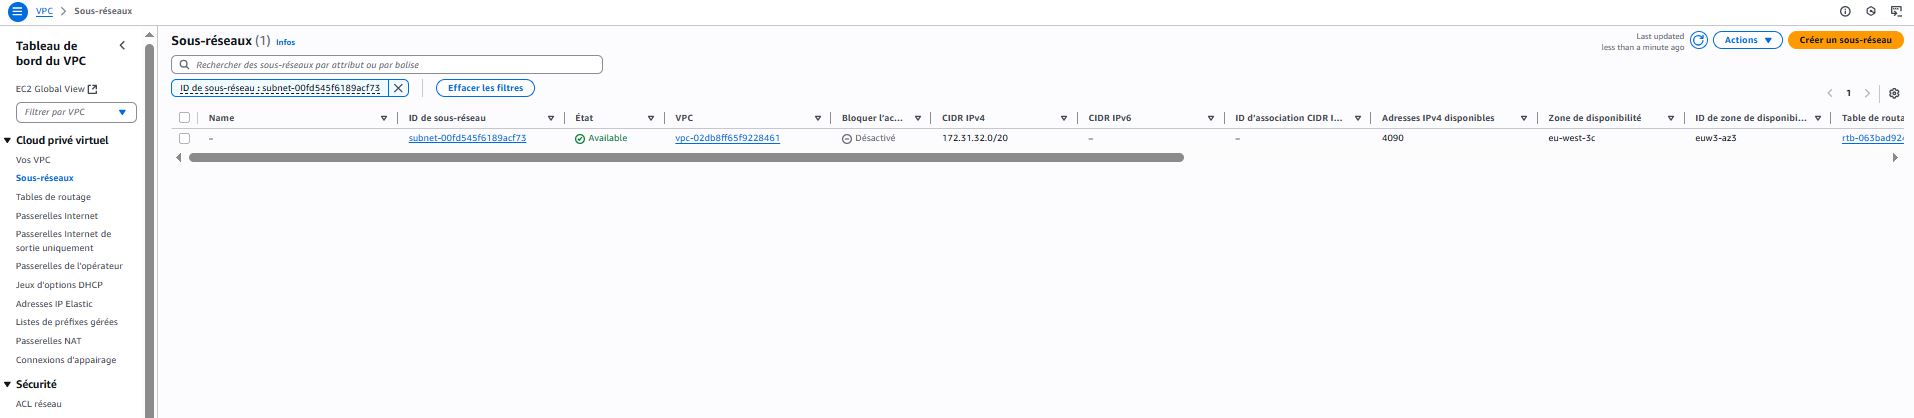 VPC > Sous-réseaux
Tableau de
bord du VPC
EC2 Global View
Filtrer par VPC
Cloud privé virtuel
Vos VPC
Sous-réseaux
Tables de routage
Passerelles Internet
Passerelles Internet de
sortie uniquement
Passerelles de l'opérateur
Jeux d'options DHCP
Adresses IP Elastic
Listes de préfixes gérées
Passerelles NAT
Connexions d'appairage
Sécurité
ACL réseau
Sous-réseaux (1) Infos
Last updated
less than a minute ago
Actions
Créer un sous-réseau
Rechercher des sous-réseaux par attribut ou par balise
ID de sous-réseau : subnet-00fd545f6189acf73
Effacer les filtres
1
Name ID de sous-réseau État VPC Bloquer l'ac... CIDR IPv4 CIDR IPv6 ID d'association CIDR I... Adresses IPv4 disponibles Zone de disponibilité ID de zone de disponibi... Table de routa
– subnet-00fd545f6189acf73 Available vpc-02db8ff65f9228461 Désactivé 172.31.32.0/20 – – 4090 eu-west-3c euw3-az3 rtb-063bad924